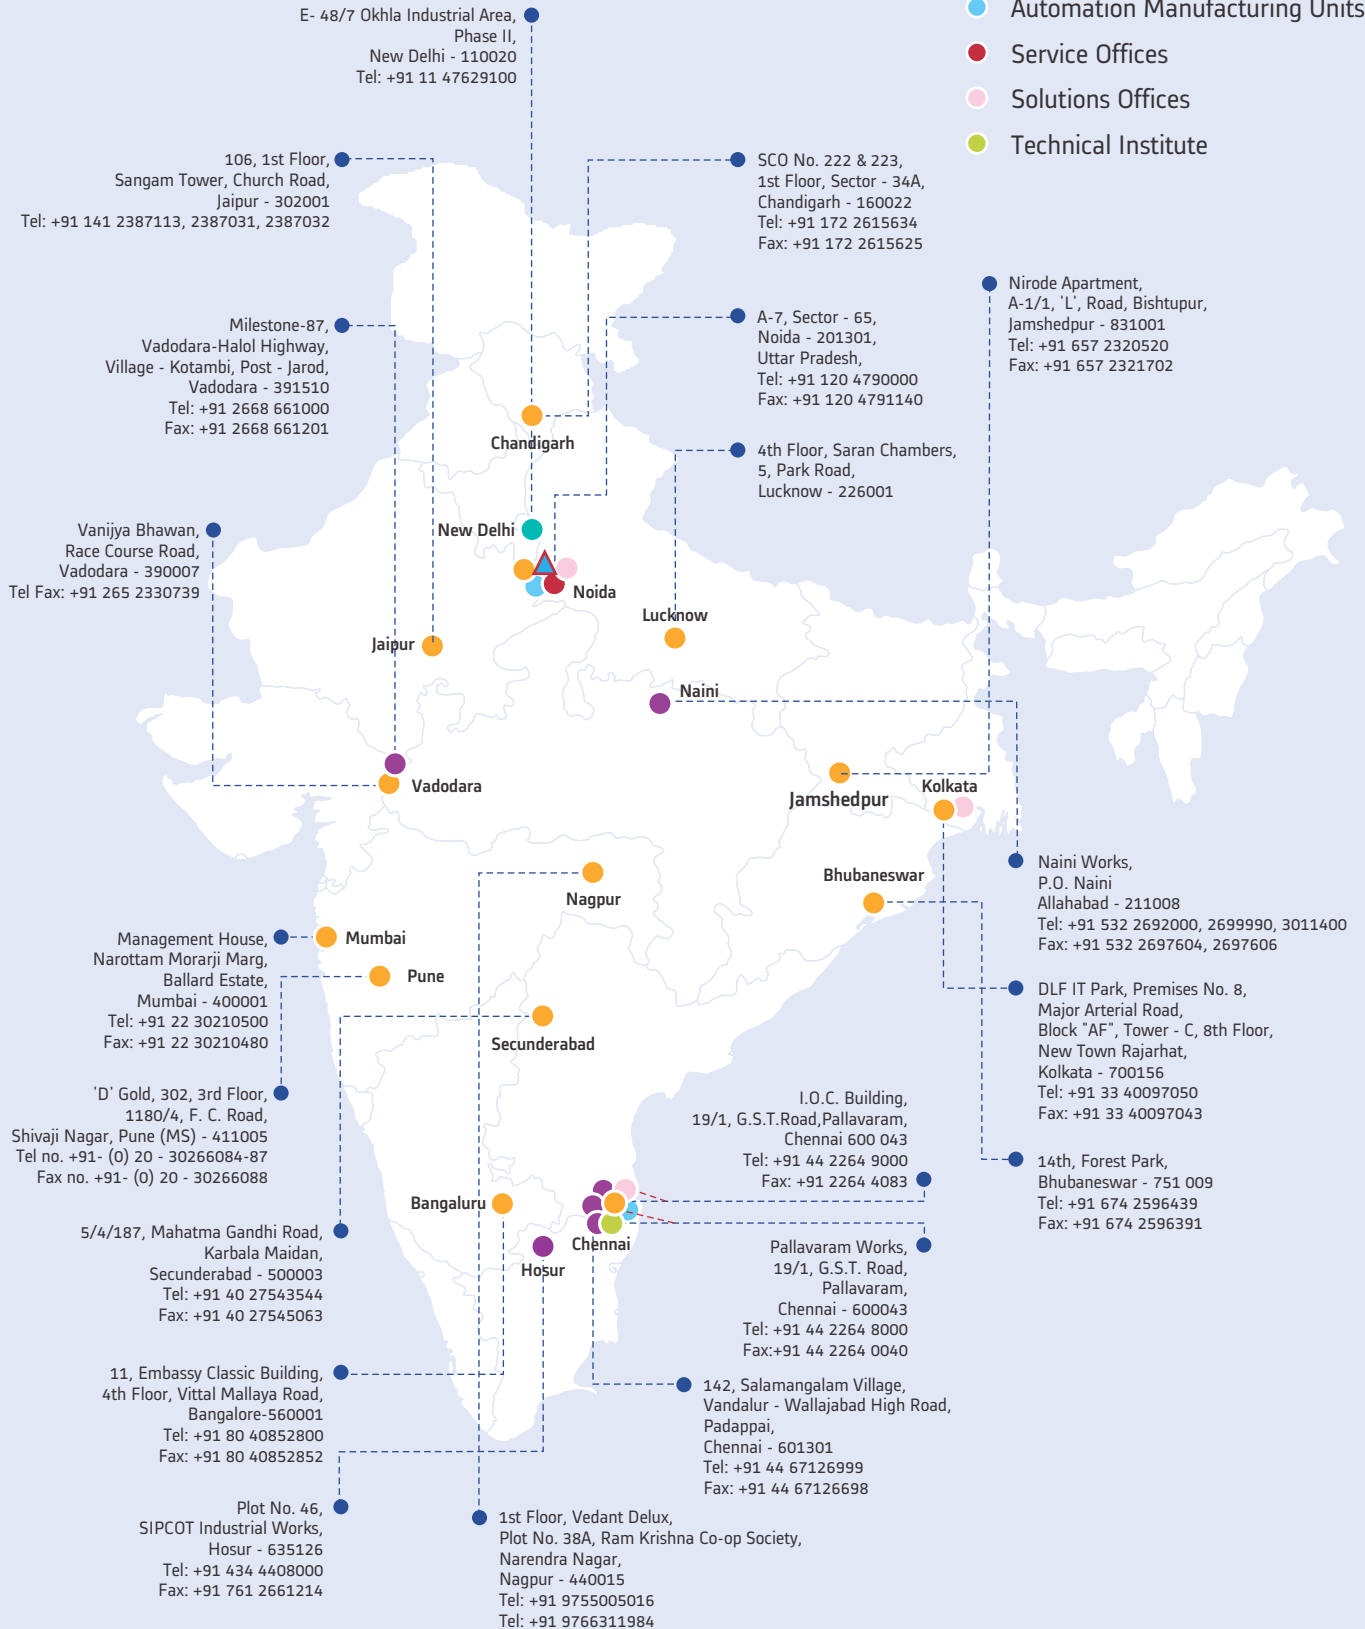 E- 48/7 Okhla Industrial Area,
Phase II,
New Delhi - 110020
Tel: +91 11 47629100
Automation Manufacturing Units
Service Offices
Solutions Offices
Technical Institute
106, 1st Floor,
Sangam Tower, Church Road,
Jaipur - 302001
Tel: +91 141 2387113, 2387031, 2387032
SCO No. 222 & 223,
1st Floor, Sector - 34A,
Chandigarh - 160022
Tel: +91 172 2615634
Fax: +91 172 2615625
Nirode Apartment,
A-1/1, 'L', Road, Bishtupur,
Jamshedpur - 831001
Tel: +91 657 2320520
Fax: +91 657 2321702
Milestone-87,
Vadodara-Halol Highway,
Village - Kotambi, Post - Jarod,
Vadodara - 391510
Tel: +91 2668 661000
Fax: +91 2668 661201
A-7, Sector - 65,
Noida - 201301,
Uttar Pradesh,
Tel: +91 120 4790000
Fax: +91 120 4791140
Chandigarh
4th Floor, Saran Chambers,
5, Park Road,
Lucknow - 226001
Vanijya Bhawan,
Race Course Road,
Vadodara - 390007
Tel Fax: +91 265 2330739
New Delhi
Noida
Lucknow
Jaipur
Naini
Vadodara
Jamshedpur
Kolkata
Naini Works,
P.O. Naini
Allahabad - 211008
Tel: +91 532 2692000, 2699990, 3011400
Fax: +91 532 2697604, 2697606
Nagpur
Bhubaneswar
Management House,
Narottam Morarji Marg,
Ballard Estate,
Mumbai - 400001
Tel: +91 22 30210500
Fax: +91 22 30210480
Mumbai
Pune
Secunderabad
DLF IT Park, Premises No. 8,
Major Arterial Road,
Block "AF", Tower - C, 8th Floor,
New Town Rajarhat,
Kolkata - 700156
Tel: +91 33 40097050
Fax: +91 33 40097043
'D' Gold, 302, 3rd Floor,
1180/4, F. C. Road,
Shivaji Nagar, Pune (MS) - 411005
Tel no. +91- (0) 20 - 30266084-87
Fax no. +91- (0) 20 - 30266088
I.O.C. Building,
19/1, G.S.T.Road,Pallavaram,
Chennai 600 043
Tel: +91 44 2264 9000
Fax: +91 2264 4083
14th, Forest Park,
Bhubaneswar - 751 009
Tel: +91 674 2596439
Fax: +91 674 2596391
Bangaluru
Chennai
Hosur
5/4/187, Mahatma Gandhi Road,
Karbala Maidan,
Secunderabad - 500003
Tel: +91 40 27543544
Fax: +91 40 27545063
Pallavaram Works,
19/1, G.S.T. Road,
Pallavaram,
Chennai - 600043
Tel: +91 44 2264 8000
Fax:+91 44 2264 0040
11, Embassy Classic Building,
4th Floor, Vittal Mallaya Road,
Bangalore-560001
Tel: +91 80 40852800
Fax: +91 80 40852852
142, Salamangalam Village,
Vandalur - Wallajabad High Road,
Padappai,
Chennai - 601301
Tel: +91 44 67126999
Fax: +91 44 67126698
Plot No. 46,
SIPCOT Industrial Works,
Hosur - 635126
Tel: +91 434 4408000
Fax: +91 761 2661214
1st Floor, Vedant Delux,
Plot No. 38A, Ram Krishna Co-op Society,
Narendra Nagar,
Nagpur - 440015
Tel: +91 9755005016
Tel: +91 9766311984